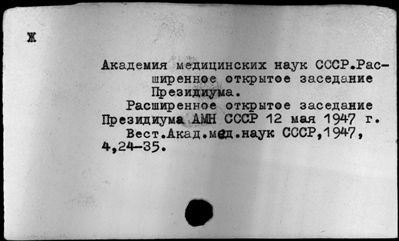 Ж
Академия медицинских наук СССР.Рас-
ширенное открытое заседание
Президиума.
Расширенное открытое заседание
Президиума АМН СССР 12 мая 1947 г.
Вест.Акад.мед.наук СССР,1947,
4,24-35.